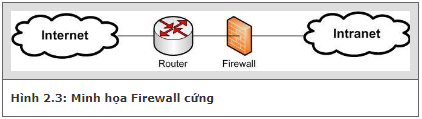 Internet
Intranet
Router
Firewall
Hình 2.3: Minh họa Firewall cứng